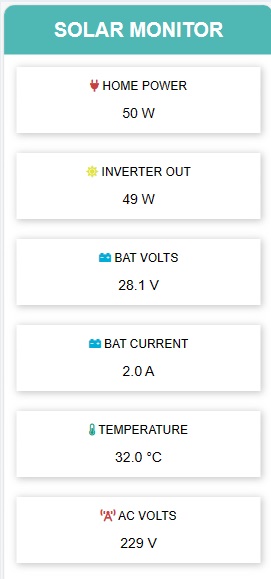 SOLAR MONITOR
HOME POWER
50 W
INVERTER OUT
49 W
BAT VOLTS
28.1 V
BAT CURRENT
2.0 A
TEMPERATURE
32.0 °C
AC VOLTS
229 V